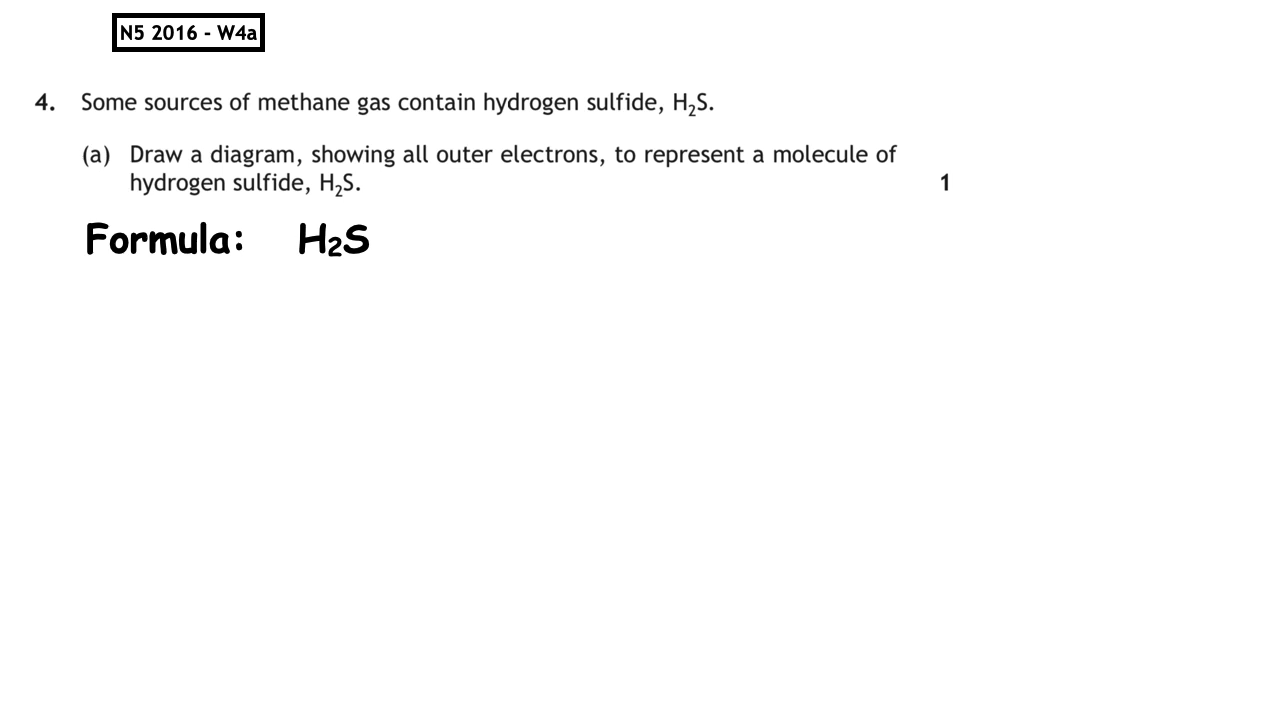 N5 2016 - W4a
4. Some sources of methane gas contain hydrogen sulfide, H₂S.
(a) Draw a diagram, showing all outer electrons, to represent a molecule of
hydrogen sulfide, H₂S. 1
Formula: H₂S